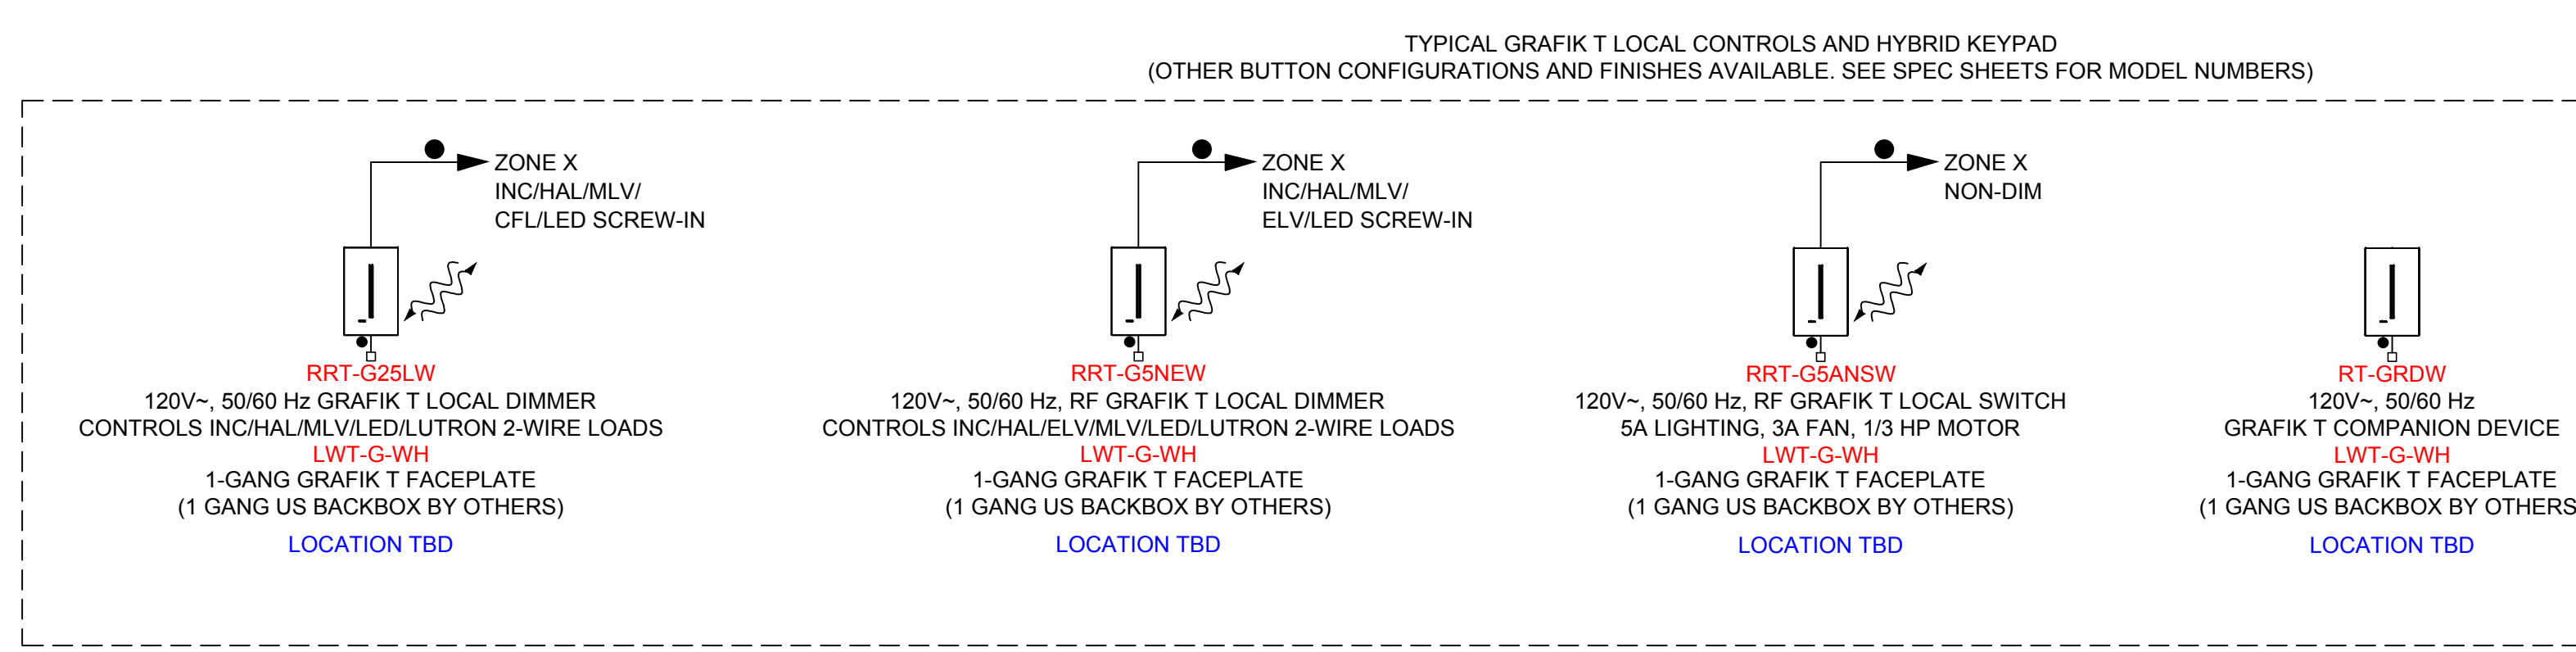 TYPICAL GRAFIK T LOCAL CONTROLS AND HYBRID KEYPAD
(OTHER BUTTON CONFIGURATIONS AND FINISHES AVAILABLE. SEE SPEC SHEETS FOR MODEL NUMBERS)
ZONE X
INC/HAL/MLV/
CFL/LED SCREW-IN
RRT-G25LW
120V~, 50/60 Hz GRAFIK T LOCAL DIMMER
CONTROLS INC/HAL/MLV/LED/LUTRON 2-WIRE LOADS
LWT-G-WH
1-GANG GRAFIK T FACEPLATE
(1 GANG US BACKBOX BY OTHERS)
LOCATION TBD
ZONE X
INC/HAL/MLV/
ELV/LED SCREW-IN
RRT-G5NEW
120V~, 50/60 Hz, RF GRAFIK T LOCAL DIMMER
CONTROLS INC/HAL/ELV/MLV/LED/LUTRON 2-WIRE LOADS
LWT-G-WH
1-GANG GRAFIK T FACEPLATE
(1 GANG US BACKBOX BY OTHERS)
LOCATION TBD
ZONE X
NON-DIM
RRT-G5ANSW
120V~, 50/60 Hz, RF GRAFIK T LOCAL SWITCH
5A LIGHTING, 3A FAN, 1/3 HP MOTOR
LWT-G-WH
1-GANG GRAFIK T FACEPLATE
(1 GANG US BACKBOX BY OTHERS)
LOCATION TBD
RT-GRDW
120V~, 50/60 Hz
GRAFIK T COMPANION DEVICE
LWT-G-WH
1-GANG GRAFIK T FACEPLATE
(1 GANG US BACKBOX BY OTHERS
LOCATION TBD